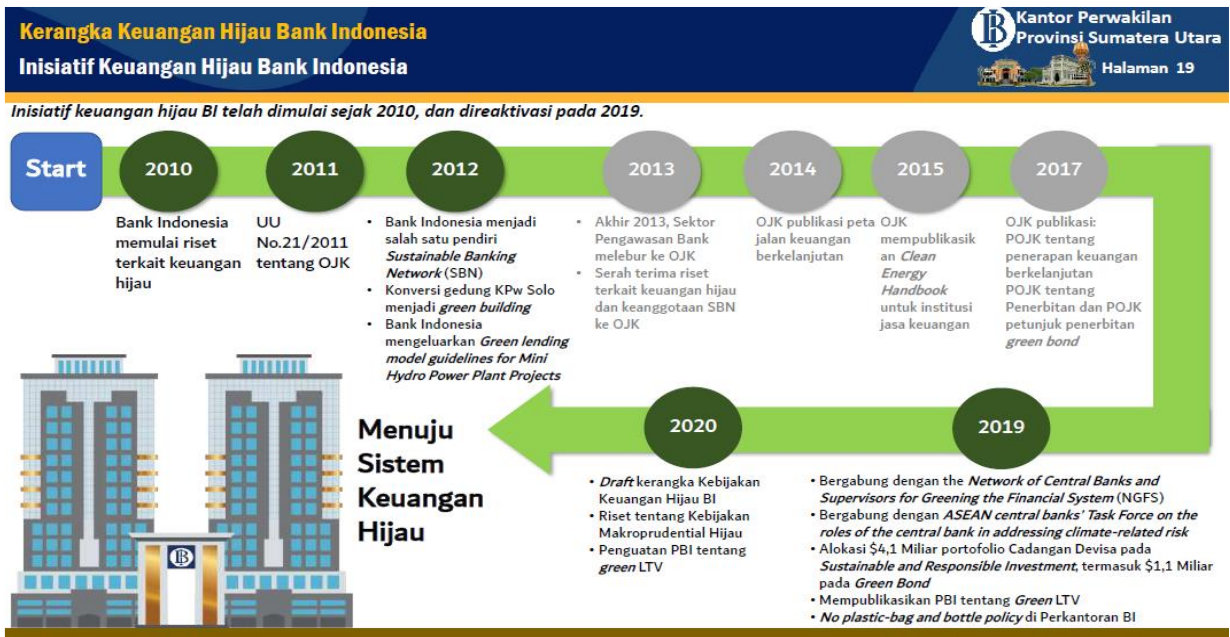 Kerangka Keuangan Hijau Bank Indonesia
Inisiatif Keuangan Hijau Bank Indonesia
Kantor Perwakilan
Provinsi Sumatera Utara
Halaman 19
Inisiatif keuangan hijau BI telah dimulai sejak 2010, dan direaktivasi pada 2019.
Start
2010
Bank Indonesia
memulai riset
terkait keuangan
hijau
2011
UU
No.21/2011
tentang OJK
2012
• Bank Indonesia menjadi
salah satu pendiri
Sustainable Banking
Network (SBN)
• Konversi gedung KPw Solo
menjadi green building
• Bank Indonesia
mengeluarkan Green lending
model guidelines for Mini
Hydro Power Plant Projects
2013
• Akhir 2013, Sektor
Pengawasan Bank
melebur ke OJK
• Serah terima riset
terkait keuangan hijau
dan keanggotaan SBN
ke OJK
2014
OJK publikasi peta
jalan keuangan
berkelanjutan
2015
OJK
mempublikasik
an Clean
Energy
Handbook
untuk institusi
jasa keuangan
2017
OJK publikasi:
POJK tentang
penerapan keuangan
berkelanjutan
POJK tentang
Penerbitan dan POJK
petunjuk penerbitan
green bond
2019
• Bergabung dengan the Network of Central Banks and
Supervisors for Greening the Financial System (NGFS)
• Bergabung dengan ASEAN central banks' Task Force on the
roles of the central bank in addressing climate-related risk
• Alokasi $4,1 Miliar portofolio Cadangan Devisa pada
Sustainable and Responsible Investment, termasuk $1,1 Miliar
pada Green Bond
• Mempublikasikan PBI tentang Green LTV
• No plastic-bag and bottle policy di Perkantoran BI
2020
• Draft kerangka Kebijakan
Keuangan Hijau BI
• Riset tentang Kebijakan
Makroprudential Hijau
• Penguatan PBI tentang
green LTV
Menuju
Sistem
Keuangan
Hijau